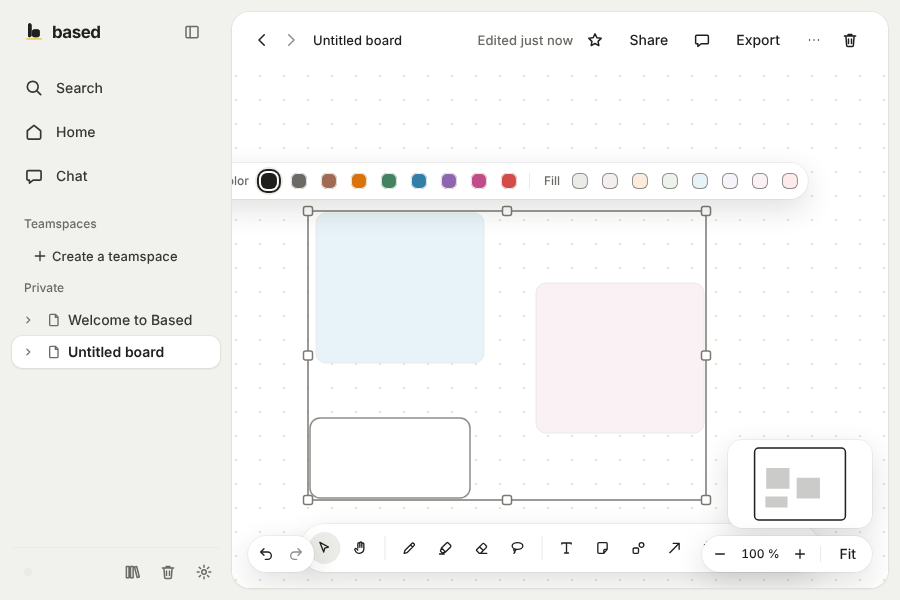 based
Search
Home
Chat
Teamspaces
Create a teamspace
Private
Welcome to Based
Untitled board
Untitled board
Edited just now
Share
Export
Fill
100 %
Fit